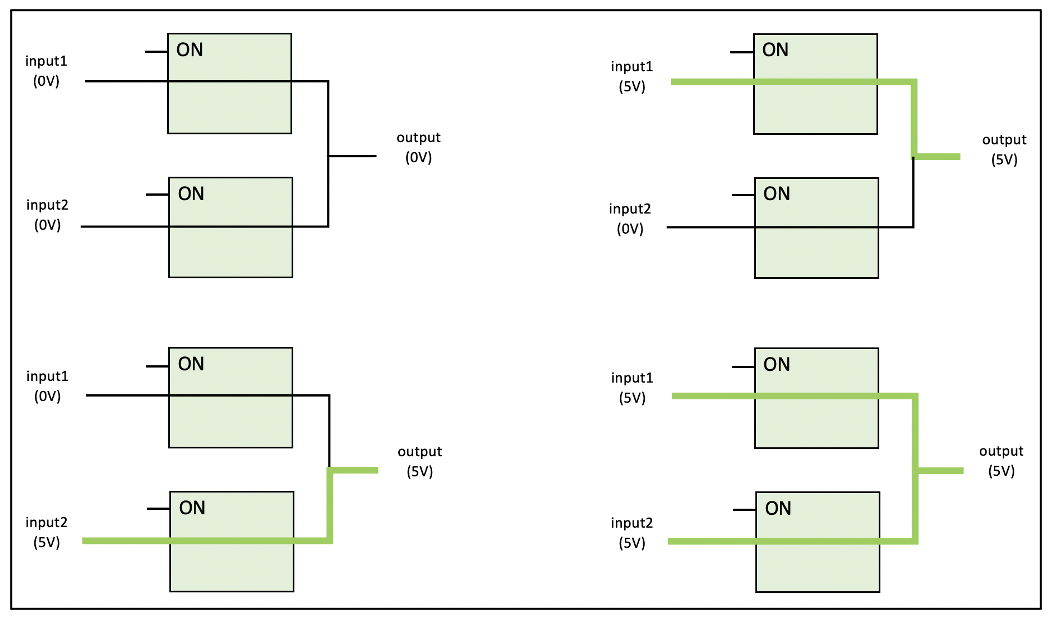 ON
input1
(0V)
output
(0V)
ON
input2
(0V)
ON
input1
(5V)
output
(5V)
ON
input2
(0V)
ON
input1
(0V)
output
(5V)
ON
input2
(5V)
ON
input1
(5V)
output
(5V)
ON
input2
(5V)